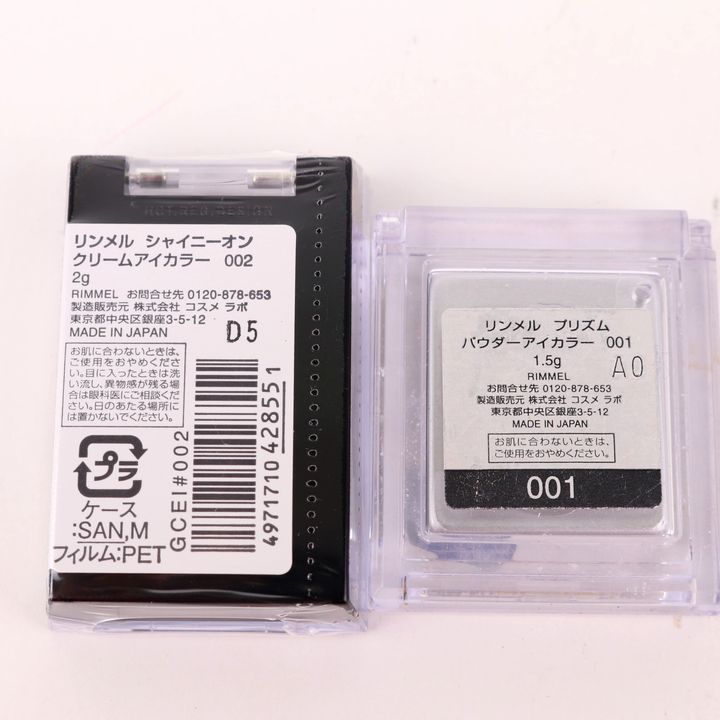 HOT.REG.DESIGN
リンメル シャイニーオン
クリームアイカラー 002
2g
RIMMEL お問合せ先 0120-878-653
製造販売元 株式会社 コスメ ラボ
東京都中央区銀座3-5-12
MADE IN JAPAN
D5
お肌に合わないときは、
ご使用をおやめくださ
い。目に入ったときは洗
い流し、異物感が残る場合
は眼科医にご相談くださ
い。日のあたる場所に
は置かないでください。
プラ
ケース
:SAN,M
フィルム:PET
GCEI#002
4971710 428551
リンメル プリズム
パウダーアイカラー 001
1.5g
A0
RIMMEL
お問合せ先 0120-878-653
製造販売元 株式会社 コスメ ラボ
東京都中央区銀座3-5-12
MADE IN JAPAN
お肌に合わないときは、
ご使用をおやめください。
001